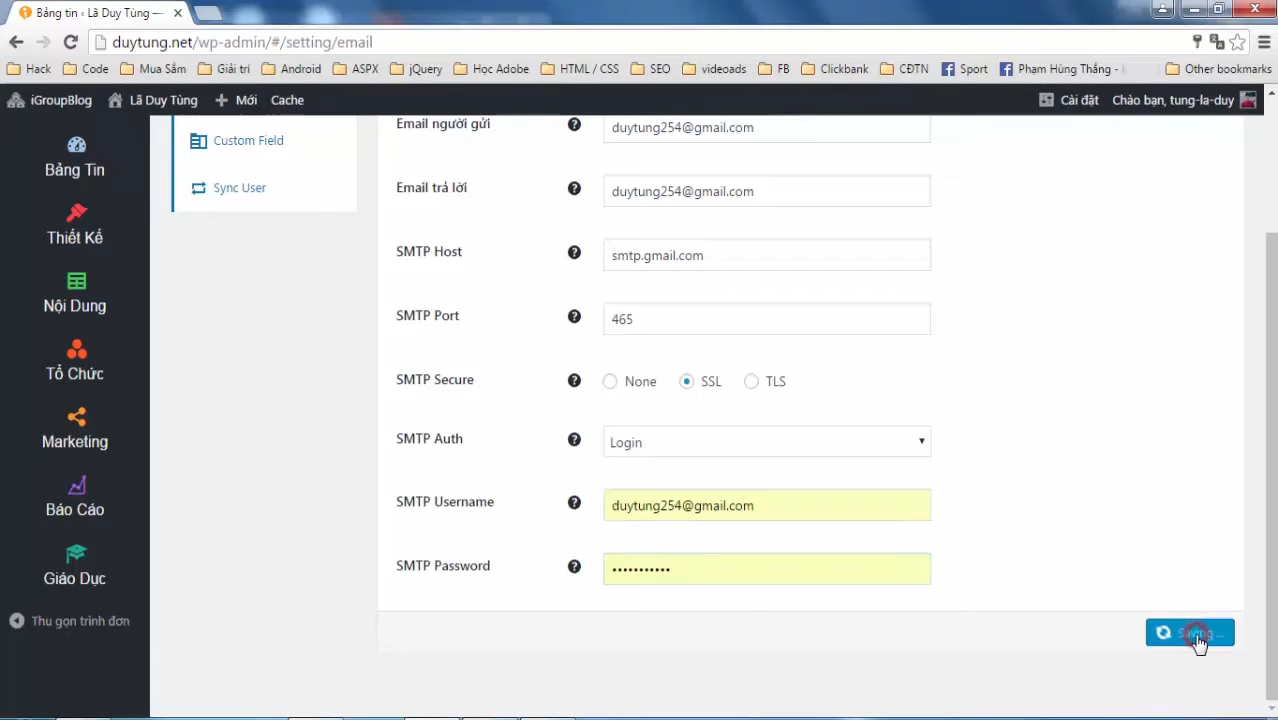 Bảng tin ‹ Lã Duy Tùng —
duytung.net/wp-admin/#/setting/email
Hack Code Mua Sắm Giải trí Android ASPX jQuery Học Adobe HTML / CSS SEO videoads FB Clickbank CĐTN Sport Phạm Hùng Thắng - Other bookmarks
iGroupBlog Lã Duy Tùng Mới Cache Cài đặt Chào bạn, tung-la-duy
Bảng Tin
Thiết Kế
Nội Dung
Tổ Chức
Marketing
Báo Cáo
Giáo Dục
Thu gọn trình đơn
Custom Field
Sync User
Email người gửi duytung254@gmail.com
Email trả lời duytung254@gmail.com
SMTP Host smtp.gmail.com
SMTP Port 465
SMTP Secure None SSL TLS
SMTP Auth Login
SMTP Username duytung254@gmail.com
SMTP Password •••••••••••
Saving ...